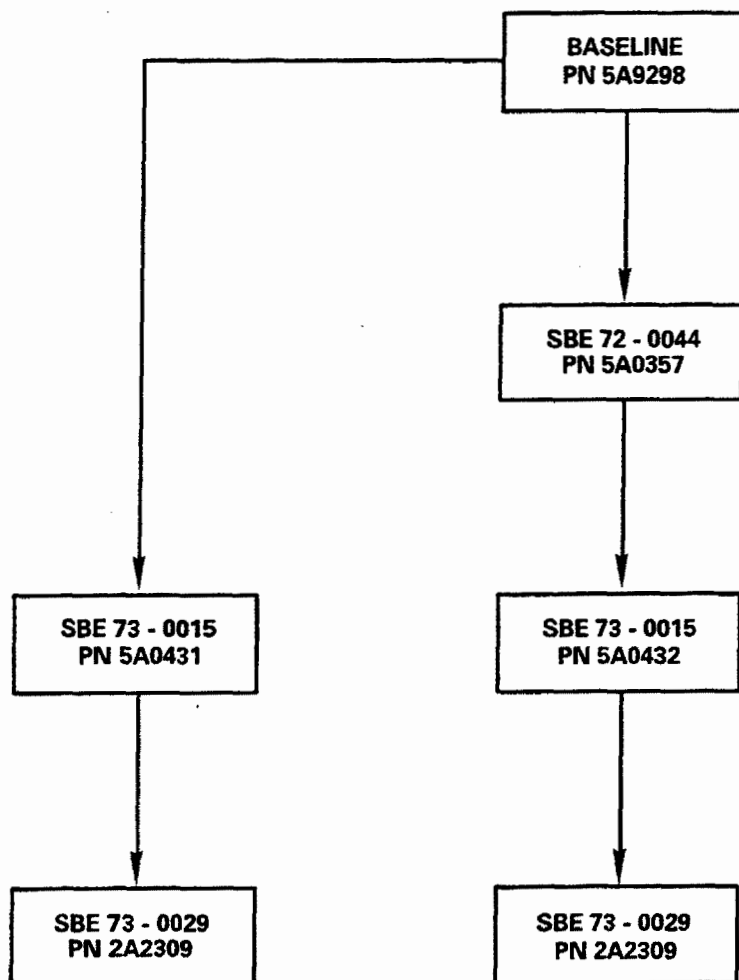 BASELINE
PN 5A9298
SBE 72 - 0044
PN 5A0357
SBE 73 - 0015
PN 5A0431
SBE 73 - 0015
PN 5A0432
SBE 73 - 0029
PN 2A2309
SBE 73 - 0029
PN 2A2309